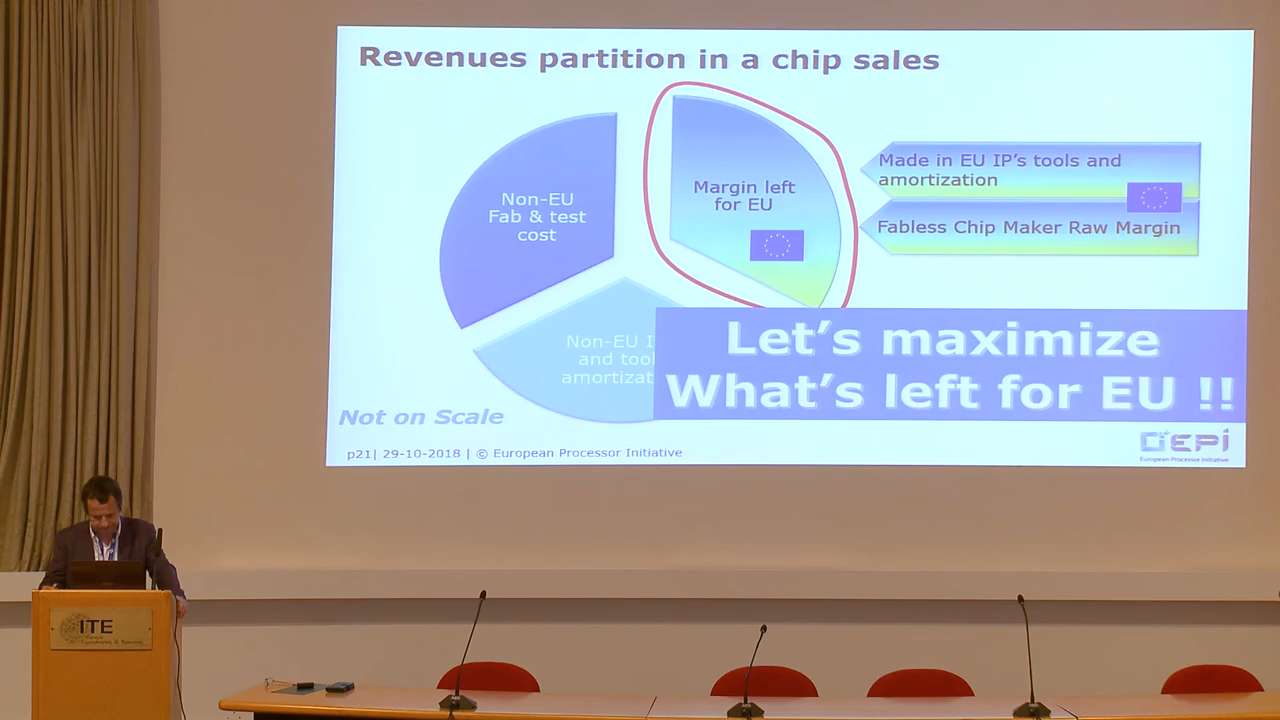 Revenues partition in a chip sales
Non-EU
Fab & test
cost
Margin left
for EU
Made in EU IP's tools and
amortization
Fabless Chip Maker Raw Margin
Non-EU I
and tool
amortizat
Let's maximize
What's left for EU !!
Not on Scale
p21| 29-10-2018 | © European Processor Initiative
EPI
European Processor Initiative
ITE